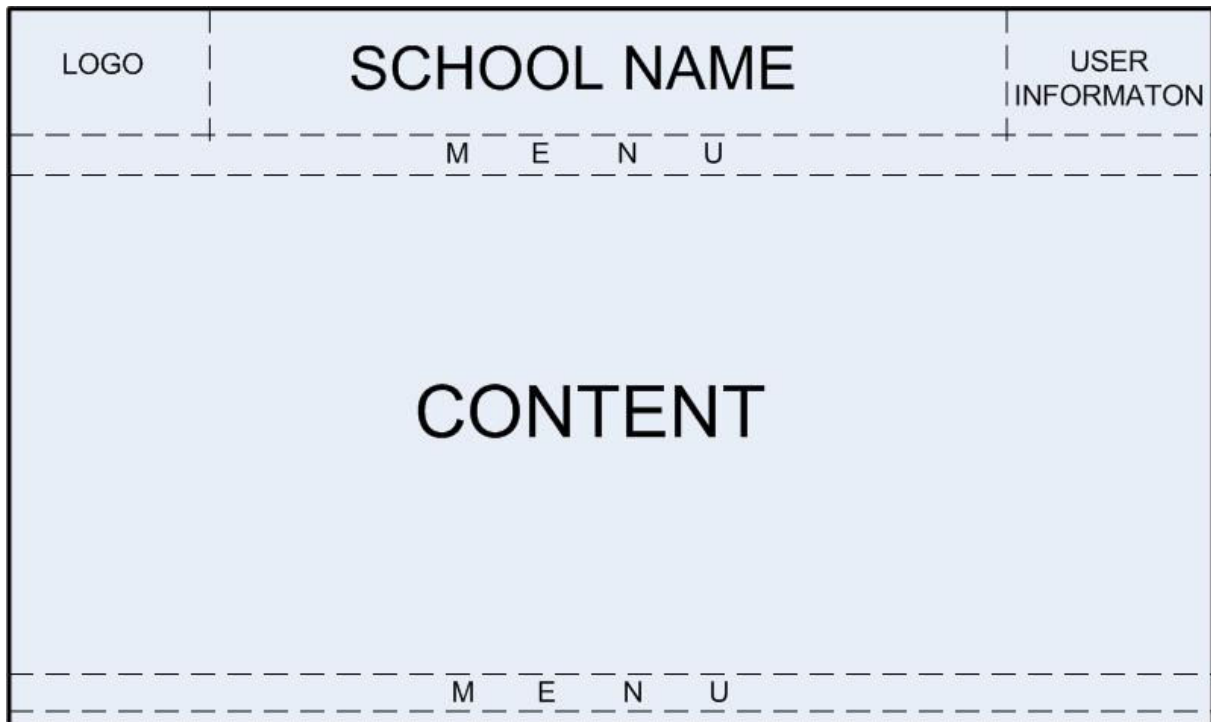 LOGO
SCHOOL NAME
USER
INFORMATON
M E N U
CONTENT
M E N U